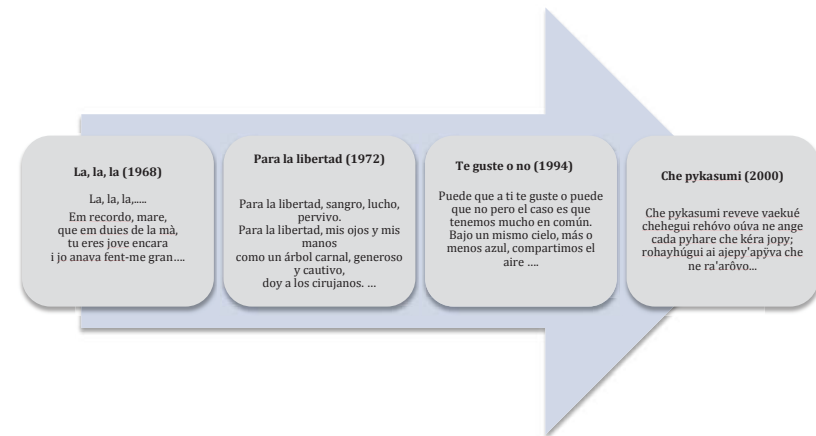 La, la, la (1968)
La, la, la,.....
Em recordo, mare,
que em duies de la mà,
tu eres jove encara
i jo anava fent-me gran....
Para la libertad (1972)
Para la libertad, sangro, lucho,
pervivo.
Para la libertad, mis ojos y mis
manos
como un árbol carnal, generoso
y cautivo,
doy a los cirujanos. ...
Te guste o no (1994)
Puede que a ti te guste o puede
que no pero el caso es que
tenemos mucho en común.
Bajo un mismo cielo, más o
menos azul, compartimos el
aire ....
Che pykasumi (2000)
Che pykasumi reveve vaekué
chehegui rehóvo oúva ne ange
cada pyhare che kéra jopy;
rohayhúgui ai ajepy'apÿva che
ne ra'arôvo...